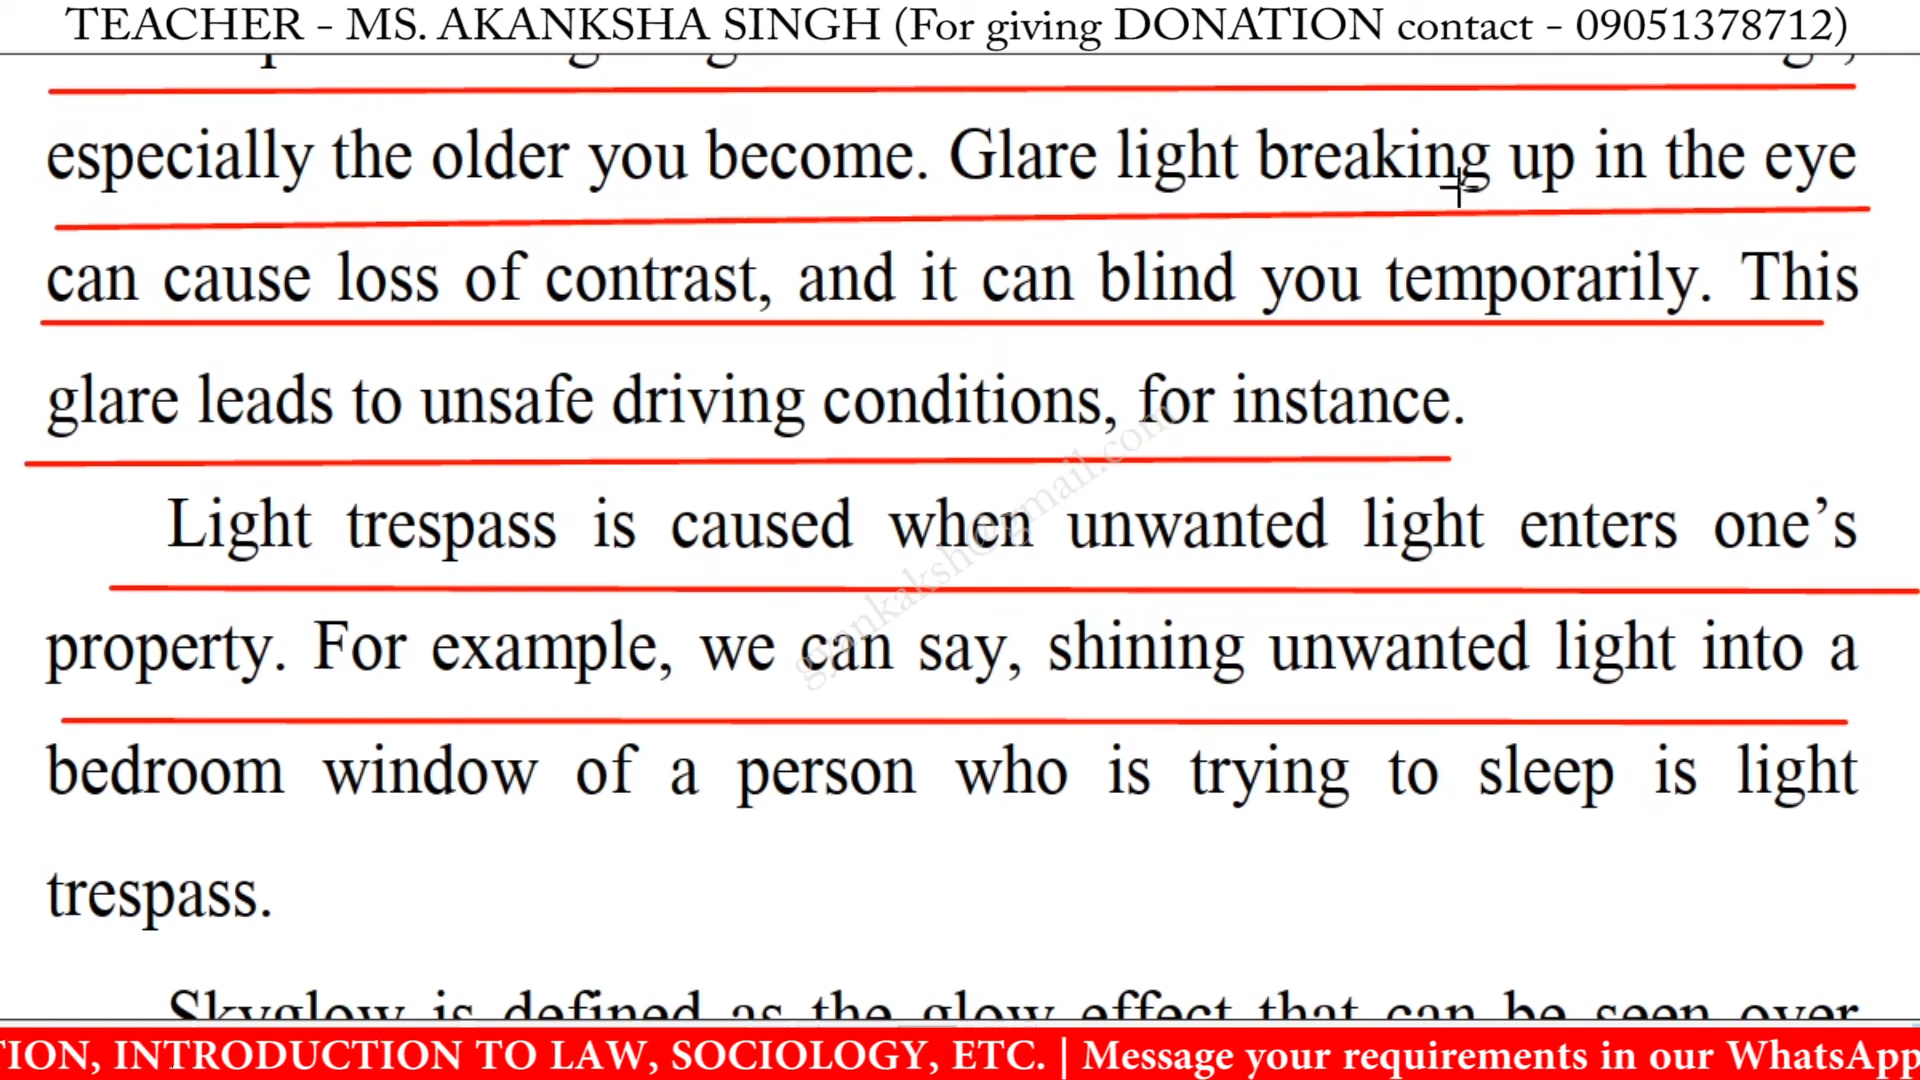 TEACHER - MS. AKANKSHA SINGH (For giving DONATION contact - 09051378712)
especially the older you become. Glare light breaking up in the eye
can cause loss of contrast, and it can blind you temporarily. This
glare leads to unsafe driving conditions, for instance.
Light trespass is caused when unwanted light enters one’s
property. For example, we can say, shining unwanted light into a
bedroom window of a person who is trying to sleep is light
trespass.
Skyglow is defined as the glow effect that can be seen over
TION, INTRODUCTION TO LAW, SOCIOLOGY, ETC. | Message your requirements in our WhatsApp